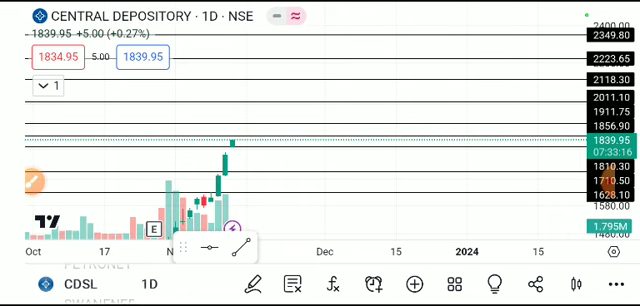 CENTRAL DEPOSITORY · 1D · NSE
1839.95 +5.00 (+0.27%)
1834.95 5.00 1839.95
1
2400.00
2349.80
2223.65
2118.30
2011.10
1911.75
1856.90
1839.95
07:33:16
1810.30
1710.50
1628.10
1580.00
1.795M
1480.00
E
Oct 17 Dec 15 2024 15
CDSL 1D